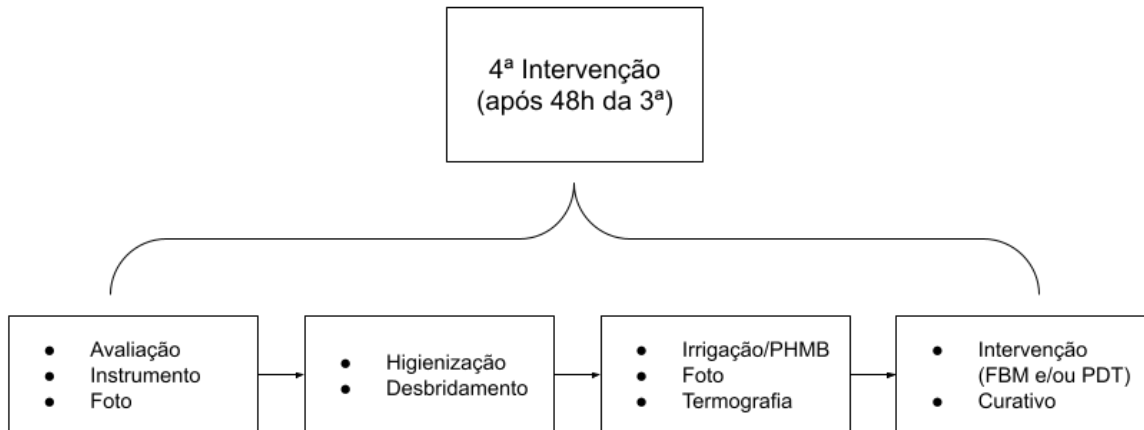 4ª Intervenção
(após 48h da 3ª)
● Avaliação
● Instrumento
● Foto
● Higienização
● Desbridamento
● Irrigação/PHMB
● Foto
● Termografia
● Intervenção
(FBM e/ou PDT)
● Curativo